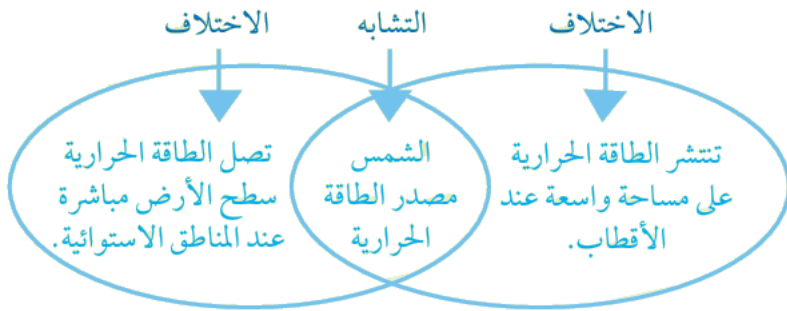 الاختلاف
التشابه
الاختلاف
تنتشر الطاقة الحرارية
على مساحة واسعة عند
الأقطاب.
الشمس
مصدر الطاقة
الحرارية
تصل الطاقة الحرارية
سطح الأرض مباشرة
عند المناطق الاستوائية.